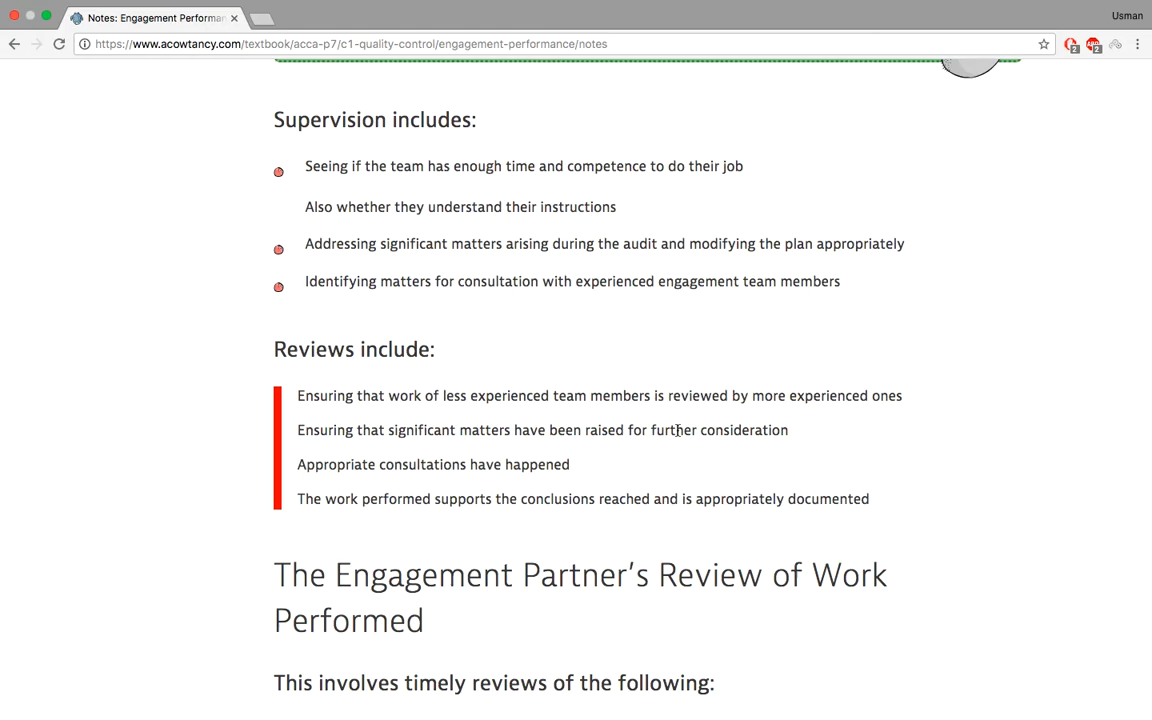 Notes: Engagement Performan
Usman
https://www.acowtancy.com/textbook/acca-p7/c1-quality-control/engagement-performance/notes
2
2
Supervision includes:
Seeing if the team has enough time and competence to do their job
Also whether they understand their instructions
Addressing significant matters arising during the audit and modifying the plan appropriately
Identifying matters for consultation with experienced engagement team members
Reviews include:
Ensuring that work of less experienced team members is reviewed by more experienced ones
Ensuring that significant matters have been raised for further consideration
Appropriate consultations have happened
The work performed supports the conclusions reached and is appropriately documented
The Engagement Partner's Review of Work
Performed
This involves timely reviews of the following: